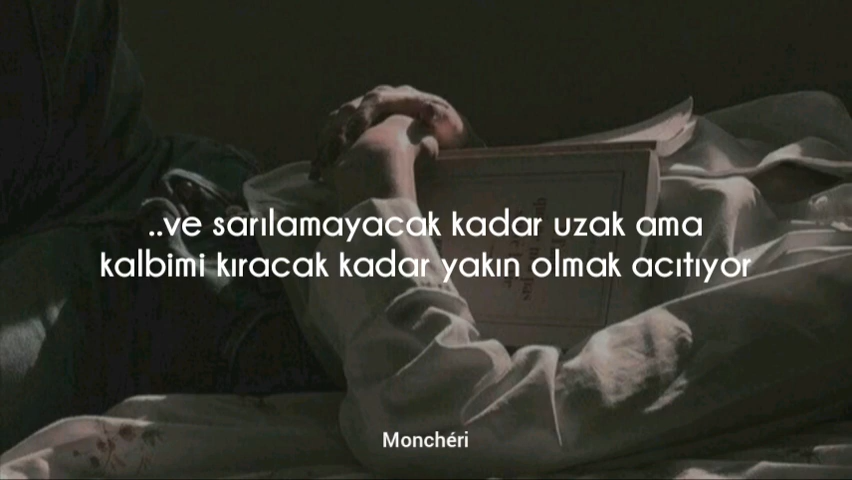 ..ve sarılamayacak kadar uzak ama
kalbimi kıracak kadar yakın olmak acıtıyor
Monchéri